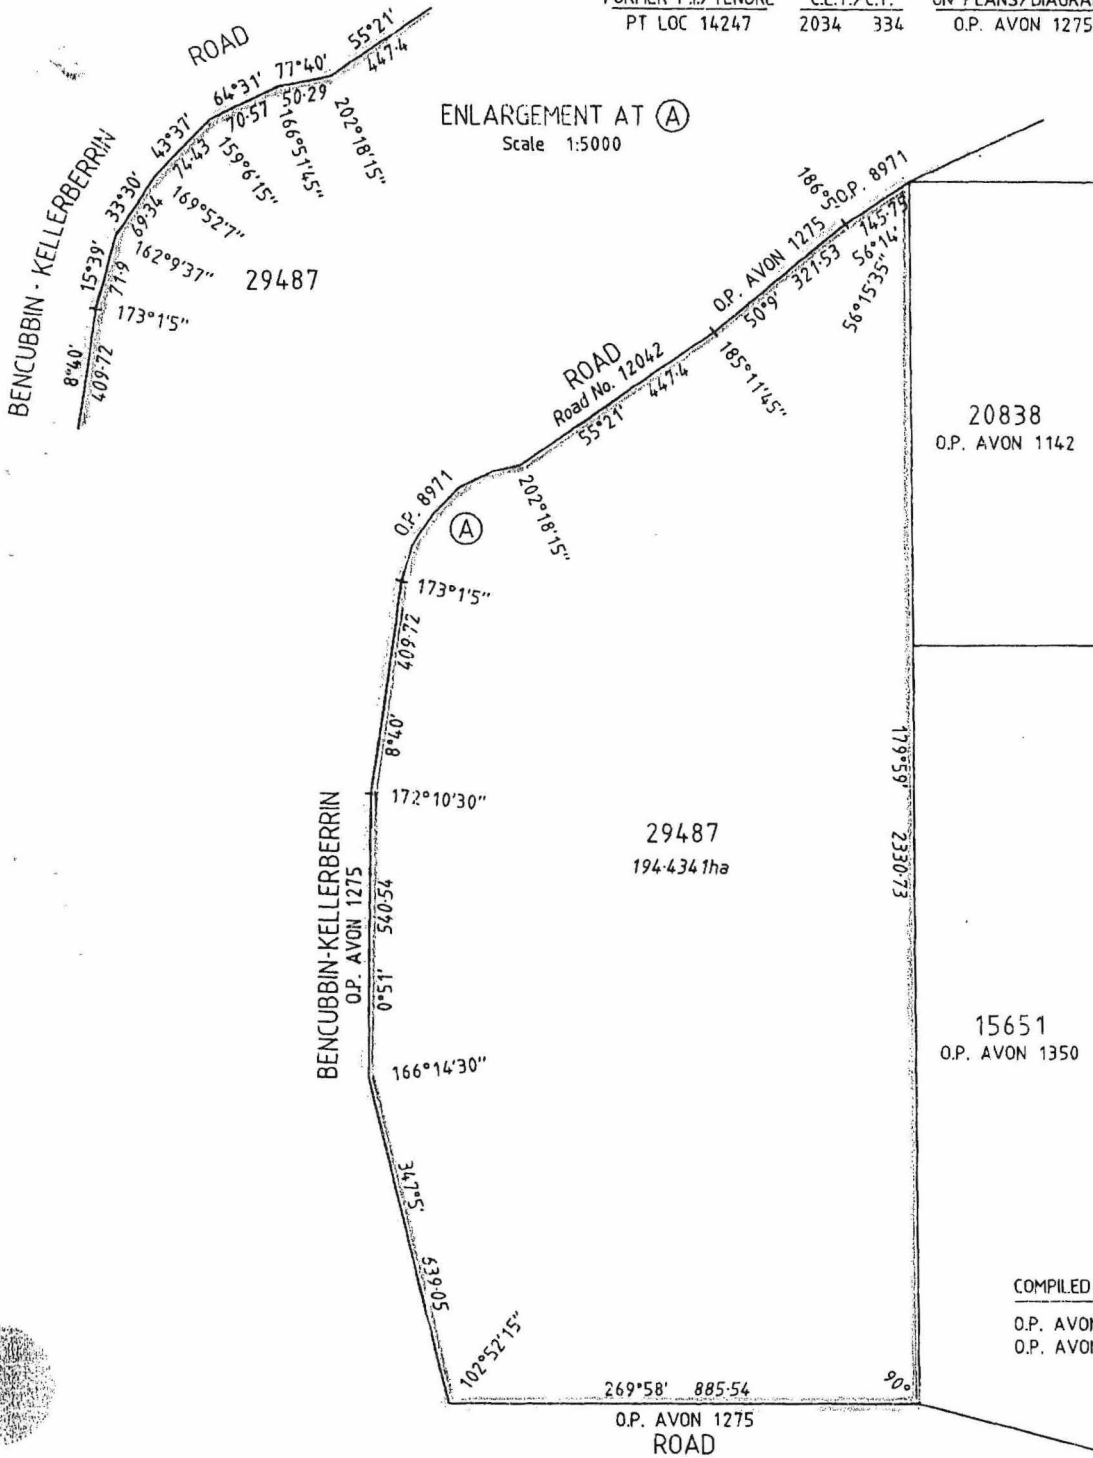 PT LOC 14247 2034 334 O.P. AVON 1275
ENLARGEMENT AT A
Scale 1:5000
ROAD
BENCUBBIN - KELLERBERRIN
55°21'
447·4
77°40'
50·29
64°31'
70·57
43°37'
74·43
33°30'
69·34
15°39'
71·9
8°40'
409·72
202°18'15"
166°51'45"
159°6'15"
169°52'7"
162°9'37"
173°1'5"
29487
186°5'
O.P. 8971
145·75
56°14'
56°15'35"
O.P. AVON 1275
321·53
50°9'
185°11'45"
ROAD
Road No. 12042
447·4
55°21'
202°18'15"
O.P. 8971
A
173°1'5"
409·72
8°40'
172°10'30"
BENCUBBIN-KELLERBERRIN
O.P. AVON 1275
540·54
0°51'
166°14'30"
347°5'
639·05
102°52'15"
29487
194·4341ha
179°59'
2330·73
20838
O.P. AVON 1142
15651
O.P. AVON 1350
90°
269°58' 885·54
O.P. AVON 1275
ROAD
COMPILED
O.P. AVON
O.P. AVON